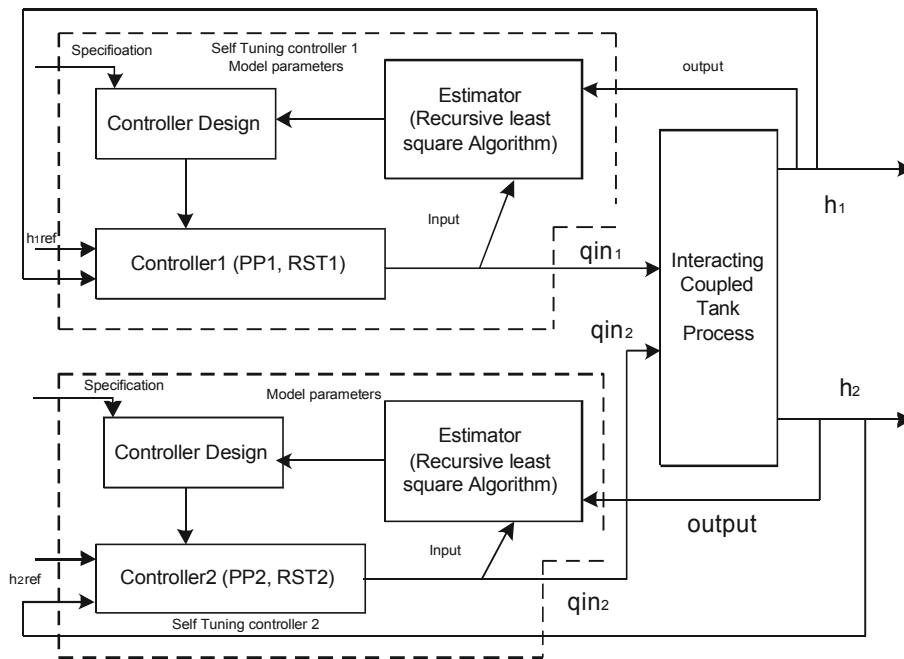 Specifioation
Self Tuning controller 1
Model parameters
output
Controller Design
Estimator
(Recursive least
square Algorithm)
Input
h1ref
Controller1 (PP1, RST1)
qin1
h1
Interacting
Coupled
Tank
Process
qin2
Specification
Model parameters
h2
Controller Design
Estimator
(Recursive least
square Algorithm)
output
Input
h2ref
Controller2 (PP2, RST2)
qin2
Self Tuning controller 2